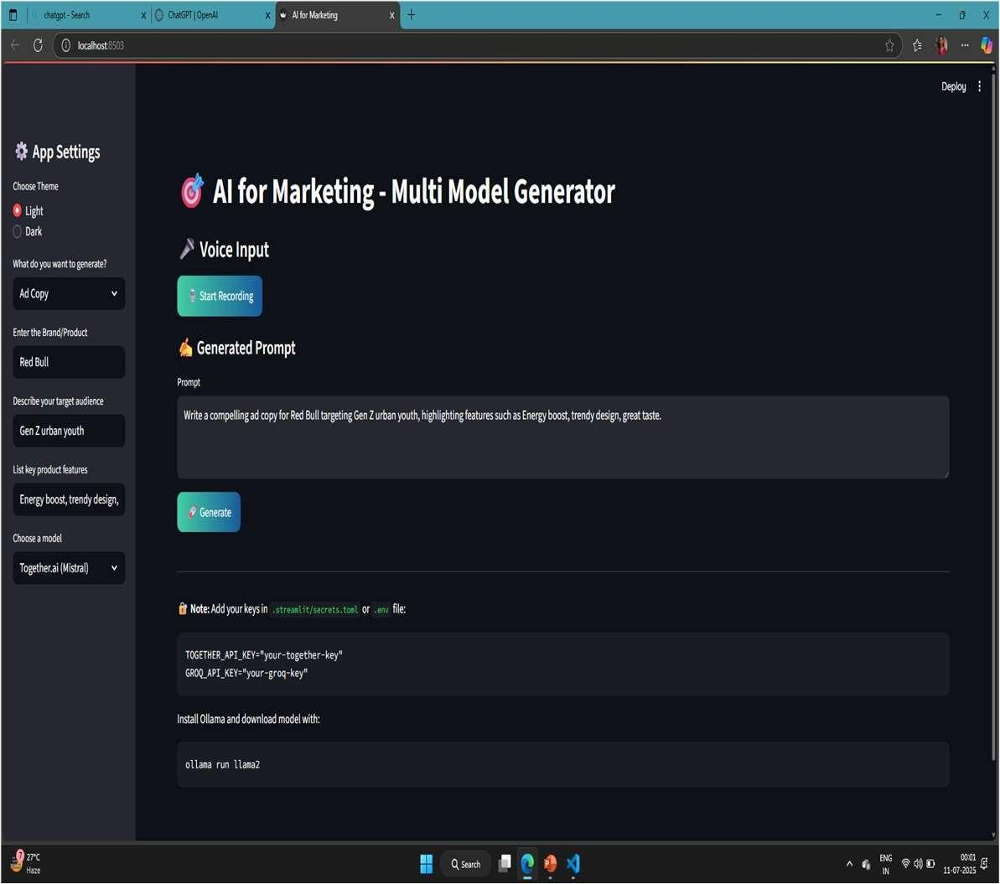 chatgpt - Search
ChatGPT | OpenAI
AI for Marketing
localhost:8503
Deploy
App Settings
Choose Theme
Light
Dark
What do you want to generate?
Ad Copy
Enter the Brand/Product
Red Bull
Describe your target audience
Gen Z urban youth
List key product features
Energy boost, trendy design,
Choose a model
Together.ai (Mistral)
AI for Marketing - Multi Model Generator
Voice Input
Start Recording
Generated Prompt
Prompt
Write a compelling ad copy for Red Bull targeting Gen Z urban youth, highlighting features such as Energy boost, trendy design, great taste.
Generate
Note: Add your keys in .streamlit/secrets.toml or .env file:
TOGETHER_API_KEY="your-together-key"
GROQ_API_KEY="your-groq-key"
Install Ollama and download model with:
ollama run llama2
7
27°C
Haze
Search
ENG
IN
00:01
11-07-2025